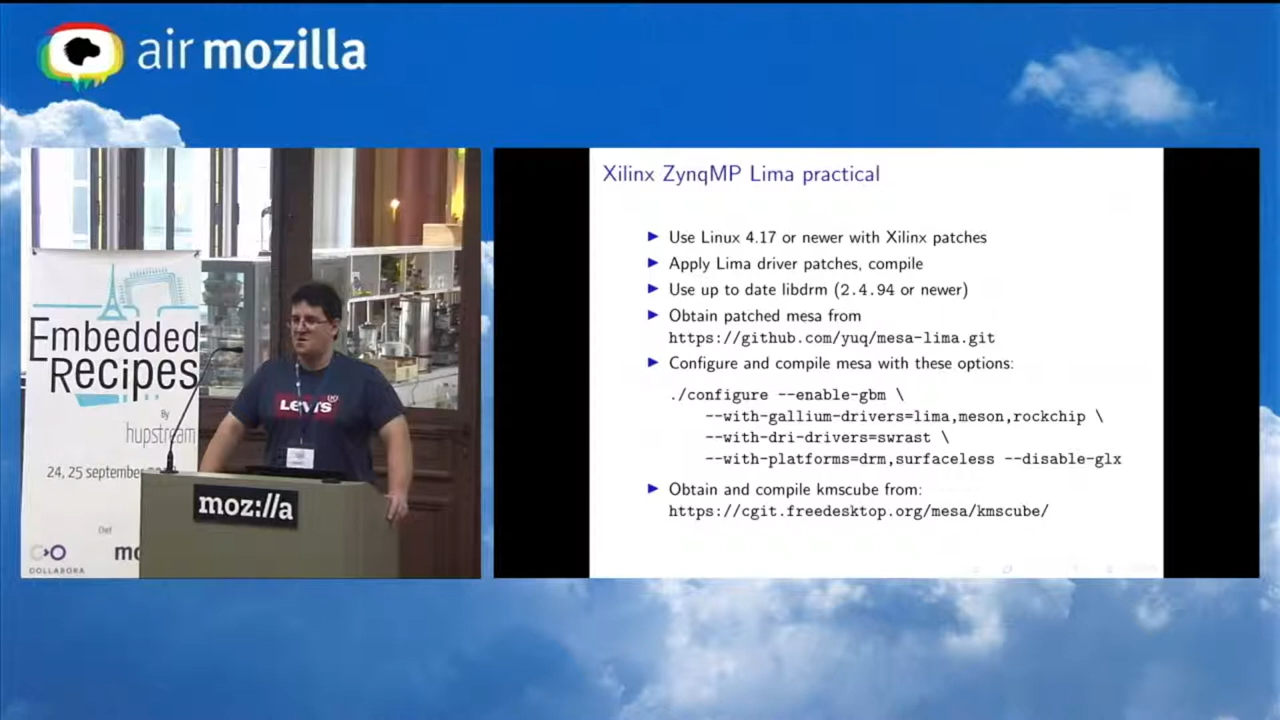 air mozilla
Embedded
Recipes
By
hupstream
24, 25 september
Chef
COLLABORA
LEVI'S
moz://a
Xilinx ZynqMP Lima practical
Use Linux 4.17 or newer with Xilinx patches
Apply Lima driver patches, compile
Use up to date libdrm (2.4.94 or newer)
Obtain patched mesa from
https://github.com/yuq/mesa-lima.git
Configure and compile mesa with these options:
./configure --enable-gbm \
--with-gallium-drivers=lima,meson,rockchip \
--with-dri-drivers=swrast \
--with-platforms=drm,surfaceless --disable-glx
Obtain and compile kmscube from:
https://cgit.freedesktop.org/mesa/kmscube/